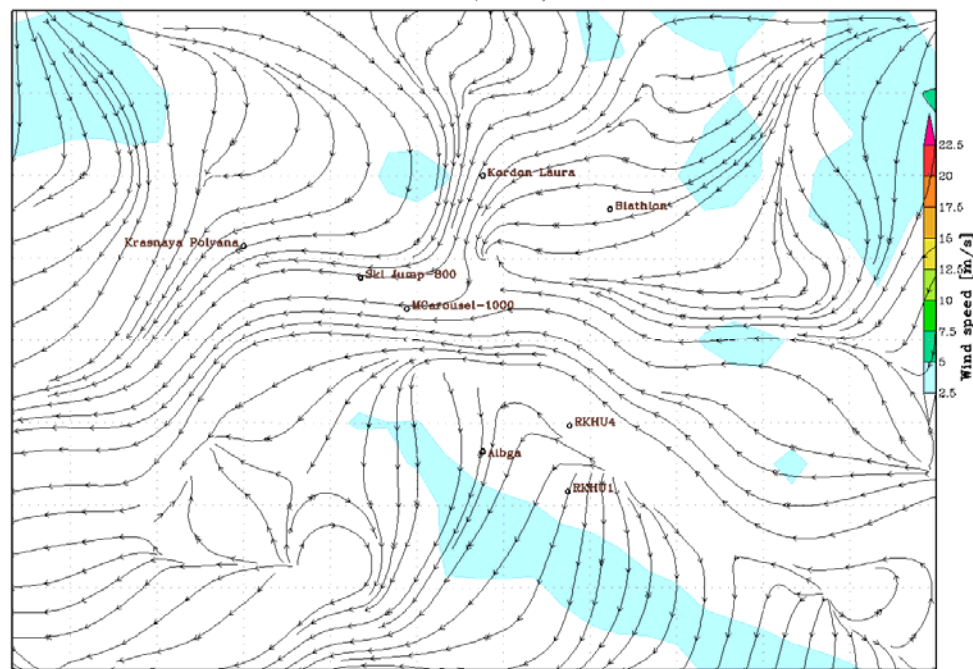 Kordon Laura
Biathlon
Krasnaya Polyana
Ski Jump-800
MCarousel-1000
RKHU4
Aibga
RKHU1
22.5
20
17.5
15
12.5
10
7.5
5
2.5
Wind speed [m/s]